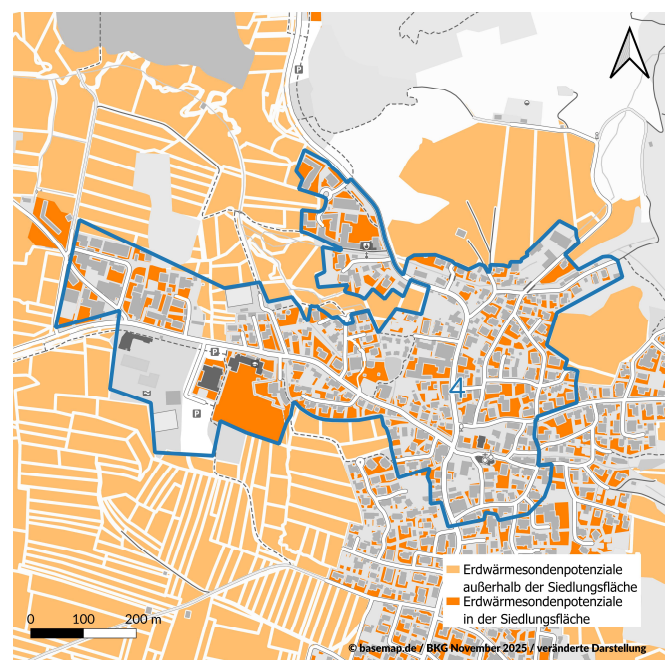 P
4
P
P
Erdwärmesondenpotenziale
außerhalb der Siedlungsfläche
Erdwärmesondenpotenziale
in der Siedlungsfläche
0 100 200 m
© basemap.de / BKG November 2025 / veränderte Darstellung